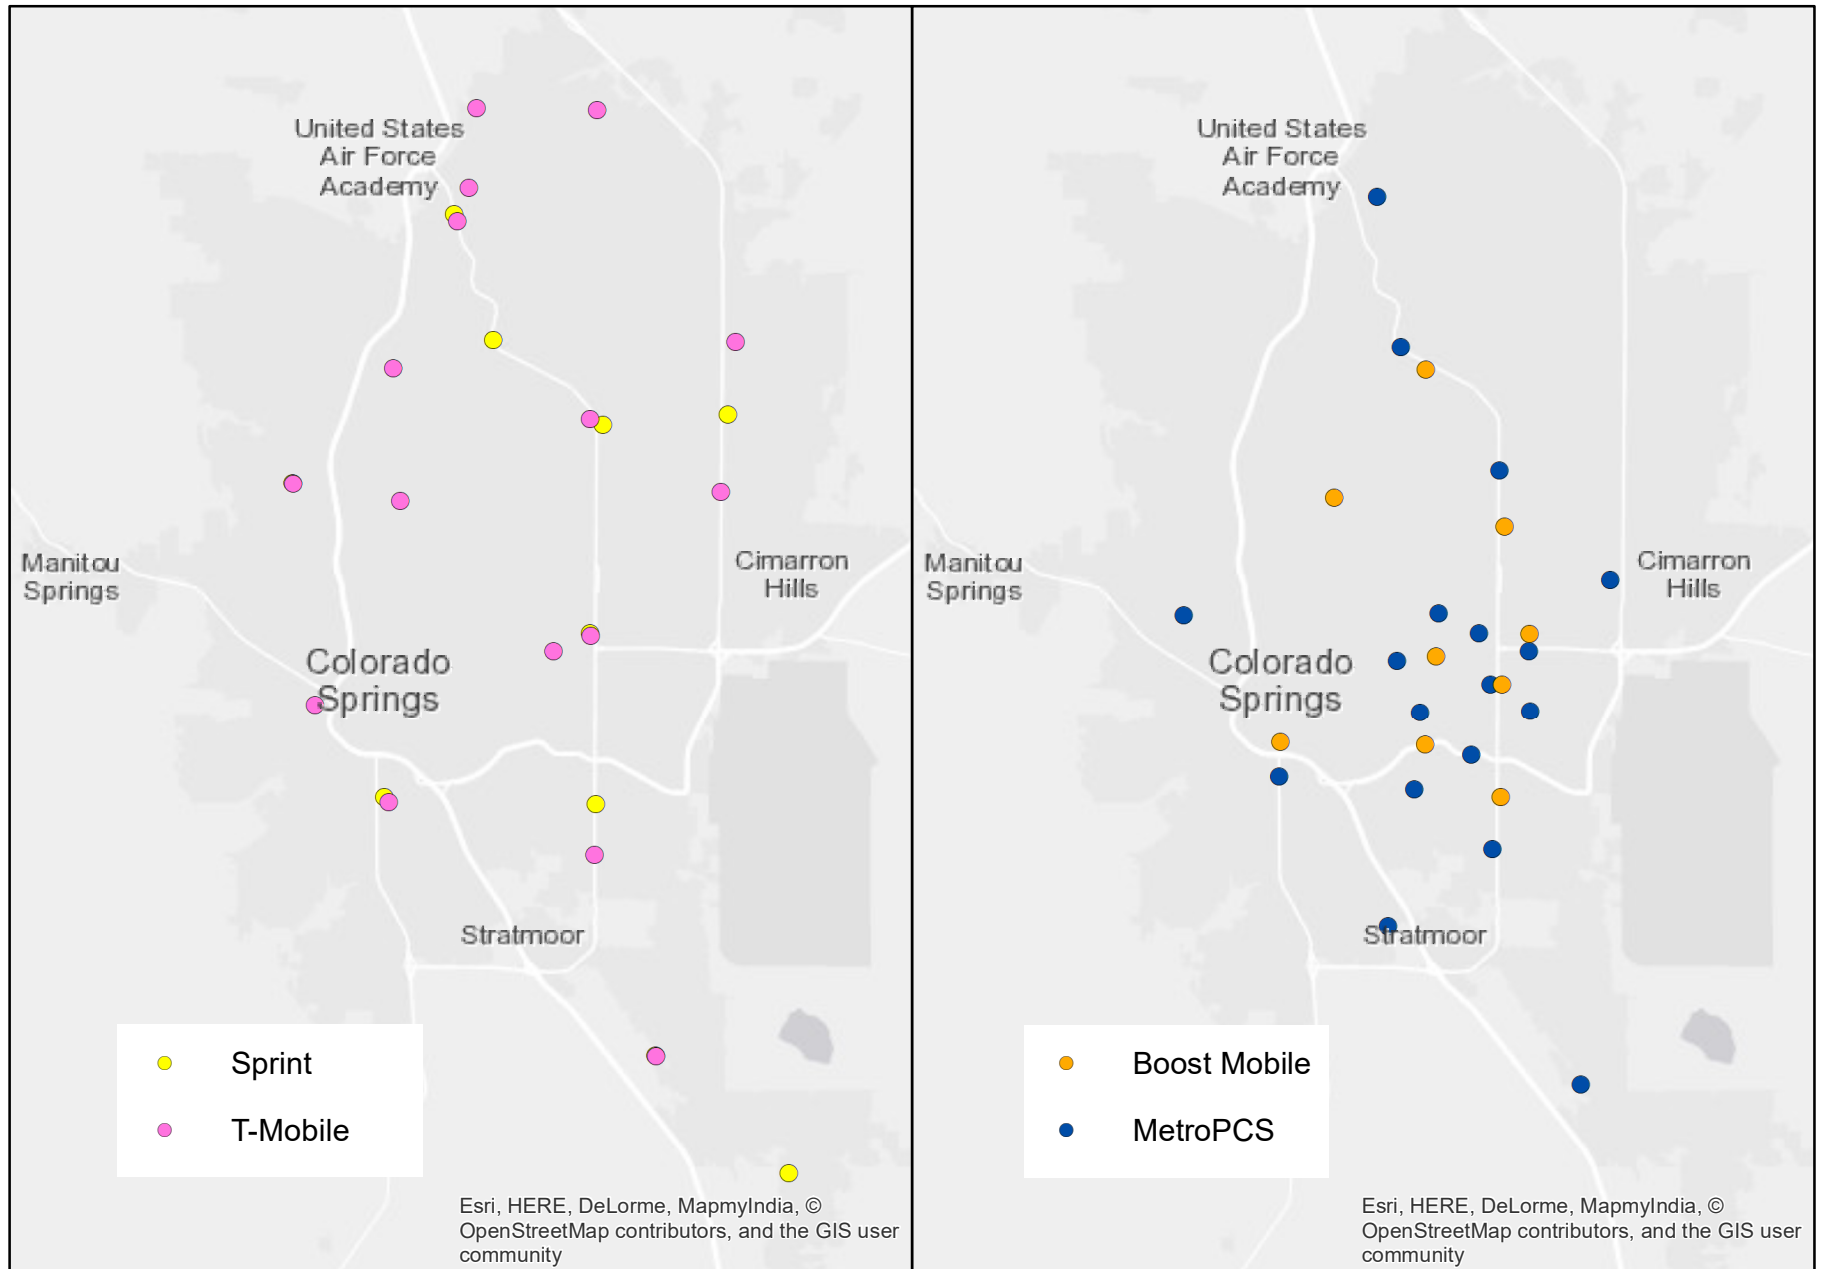 United States
Air Force
Academy
Manitou
Springs
Cimarron
Hills
Colorado
Springs
Stratmoor
Sprint
T-Mobile
Esri, HERE, DeLorme, MapmyIndia, ©
OpenStreetMap contributors, and the GIS user
community
United States
Air Force
Academy
Manitou
Springs
Cimarron
Hills
Colorado
Springs
Stratmoor
Boost Mobile
MetroPCS
Esri, HERE, DeLorme, MapmyIndia, ©
OpenStreetMap contributors, and the GIS user
community